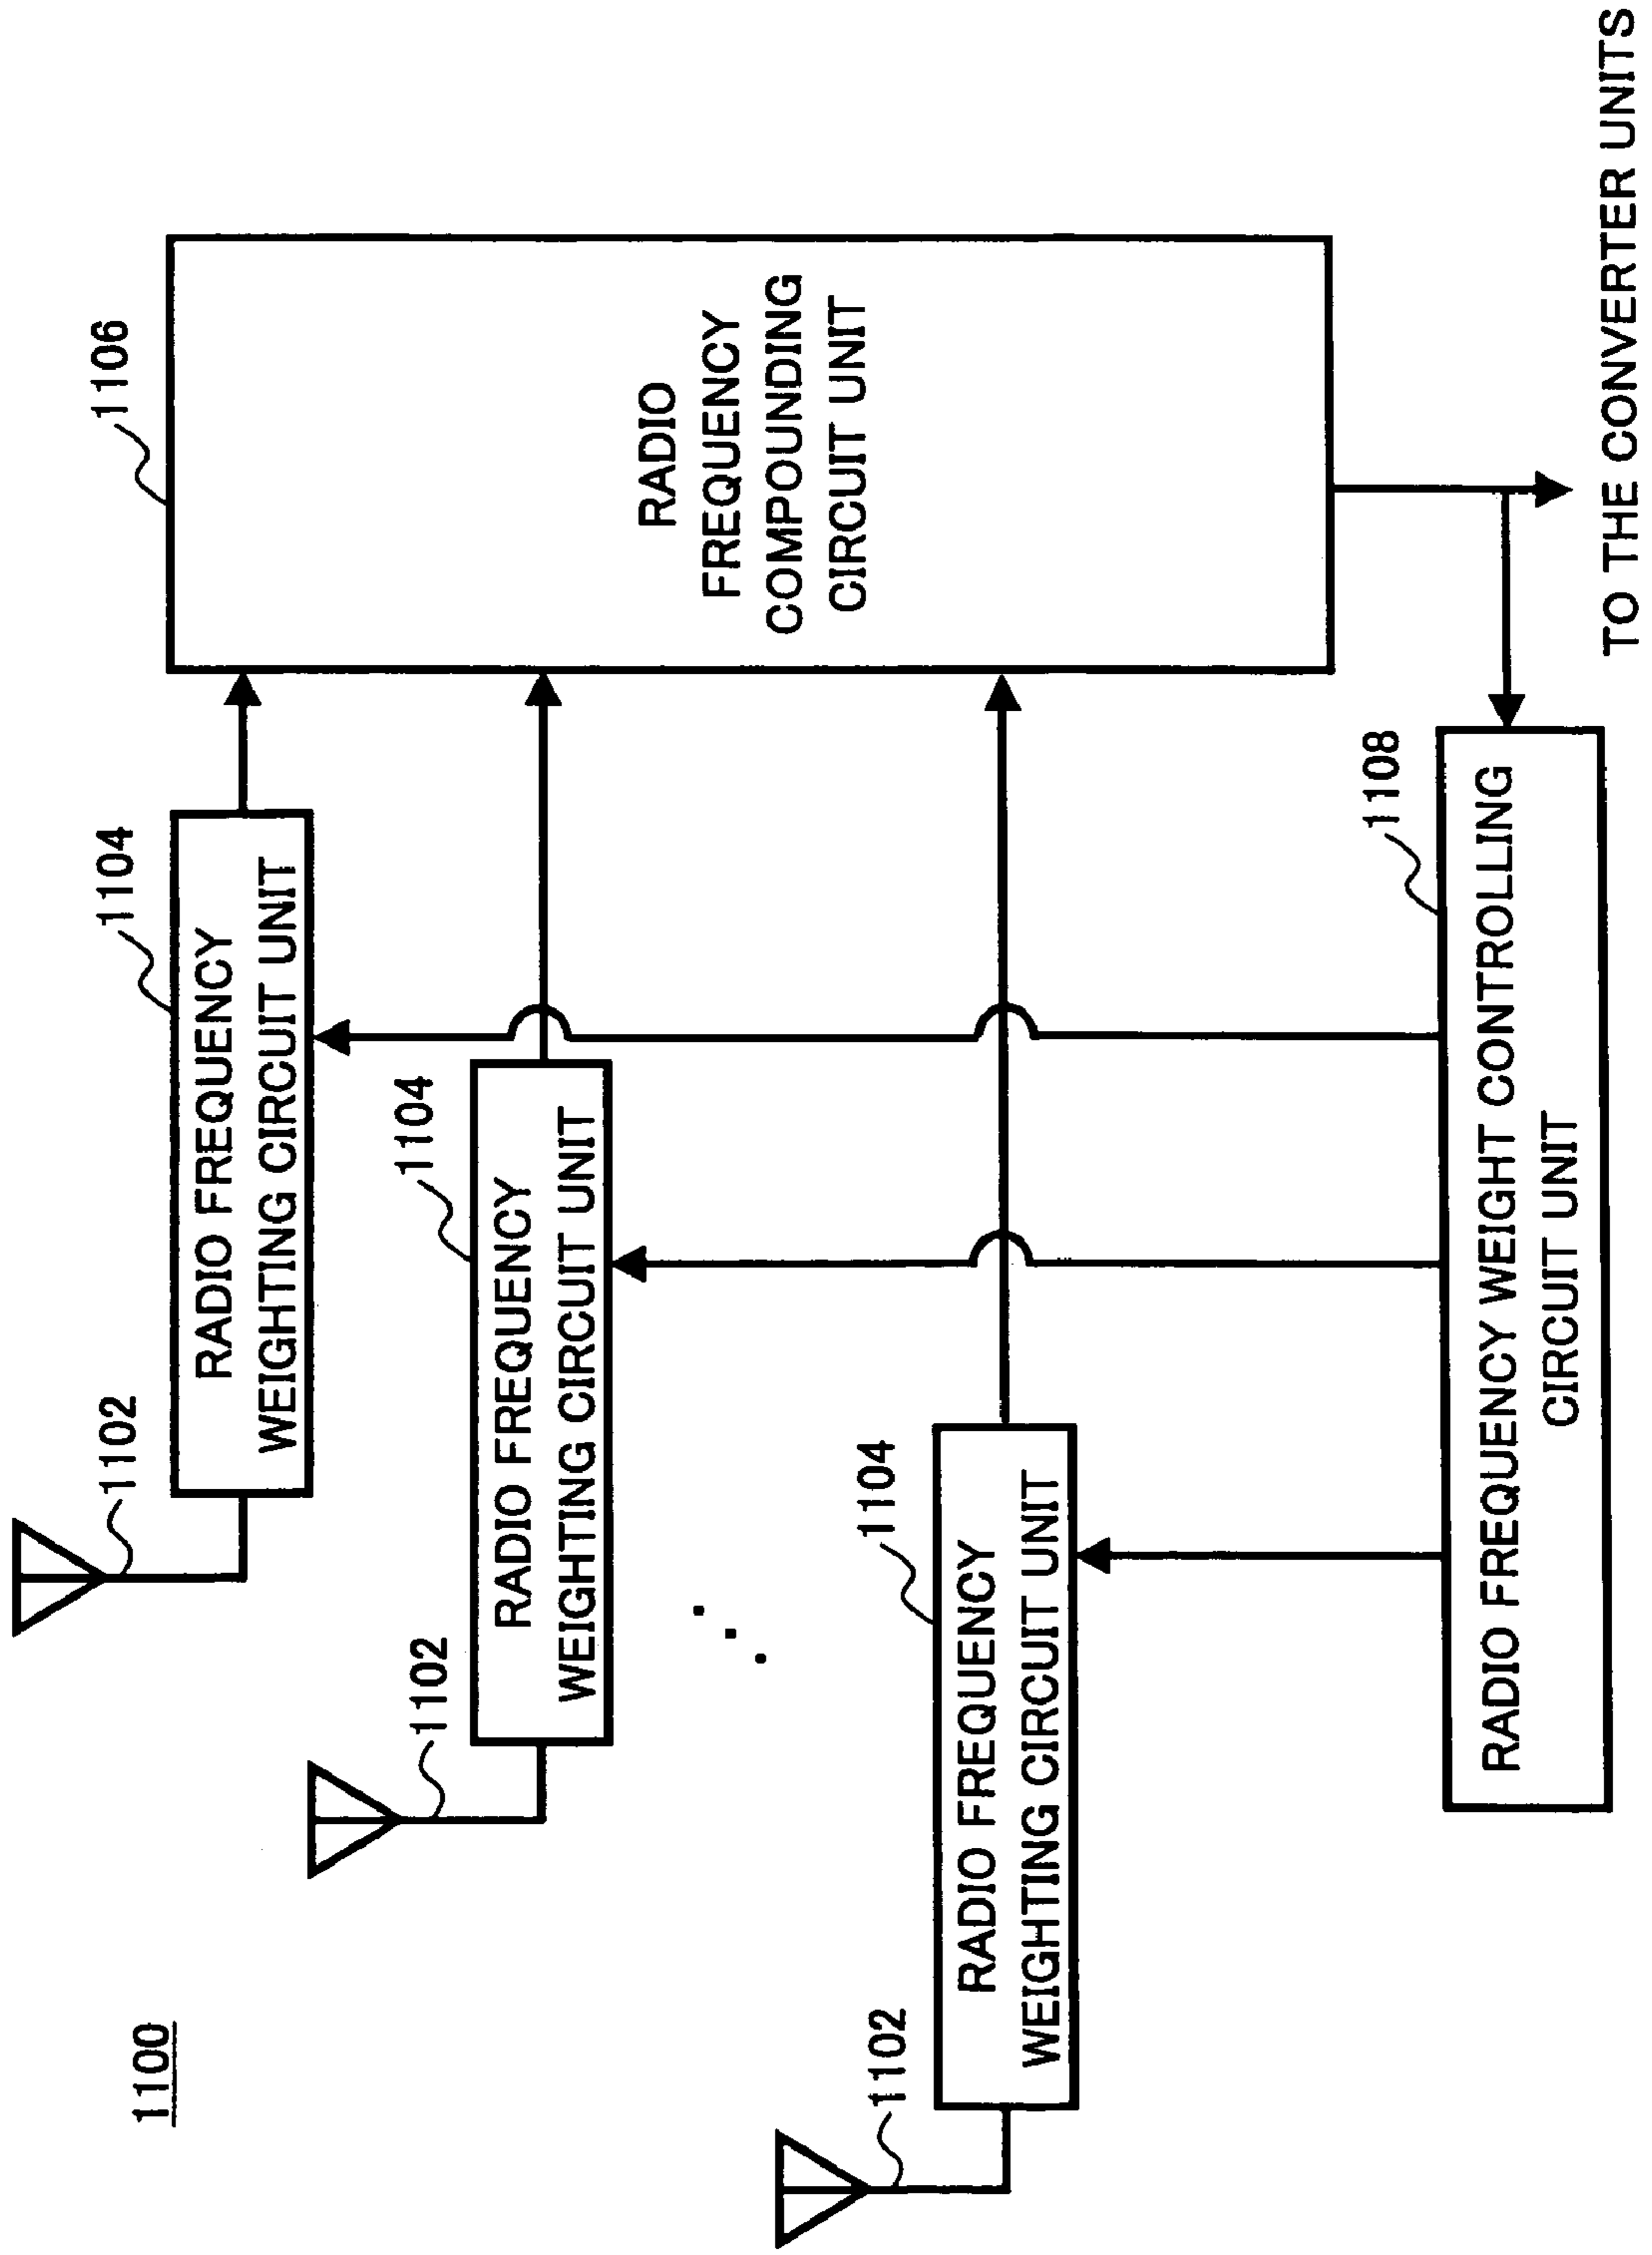 1100
1102
1104
RADIO FREQUENCY
WEIGHTING CIRCUIT UNIT
1106
RADIO
FREQUENCY
COMPOUNDING
CIRCUIT UNIT
1102
1104
RADIO FREQUENCY
WEIGHTING CIRCUIT UNIT
1102
1104
RADIO FREQUENCY
WEIGHTING CIRCUIT UNIT
1108
RADIO FREQUENCY WEIGHT CONTROLLING
CIRCUIT UNIT
TO THE CONVERTER UNITS